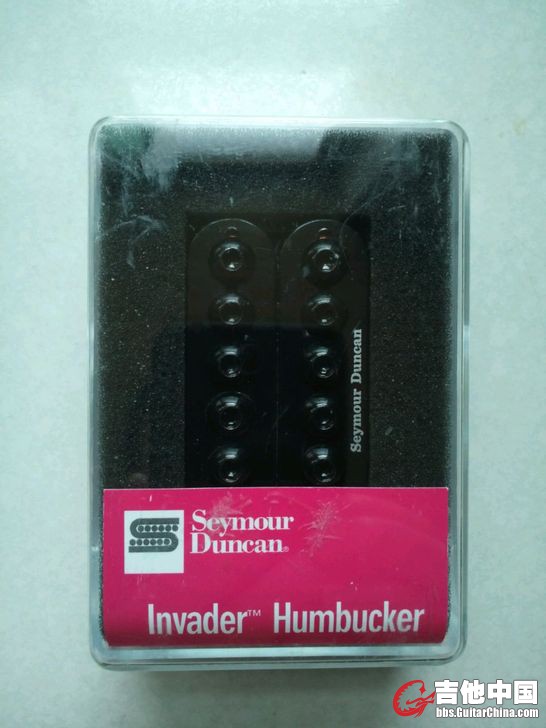 Seymour Duncan
Seymour
Duncan®
Invader™ Humbucker
吉他中国
bbs.GuitarChina.com